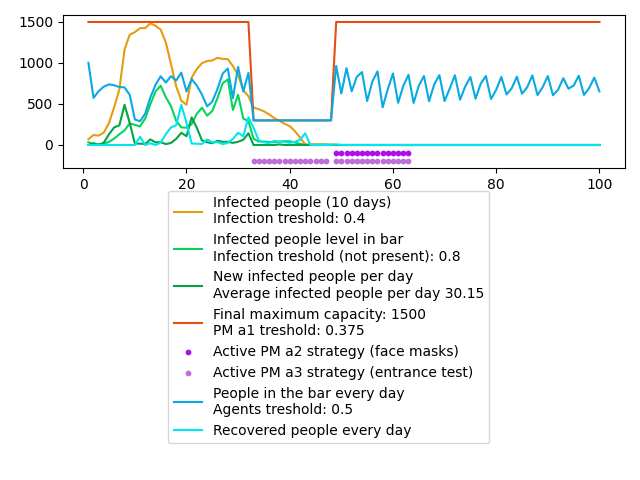 1500
1000
500
0
0 20 40 60 80 100
Infected people (10 days)
Infection treshold: 0.4
Infected people level in bar
Infection treshold (not present): 0.8
New infected people per day
Average infected people per day 30.15
Final maximum capacity: 1500
PM a1 treshold: 0.375
Active PM a2 strategy (face masks)
Active PM a3 strategy (entrance test)
People in the bar every day
Agents treshold: 0.5
Recovered people every day